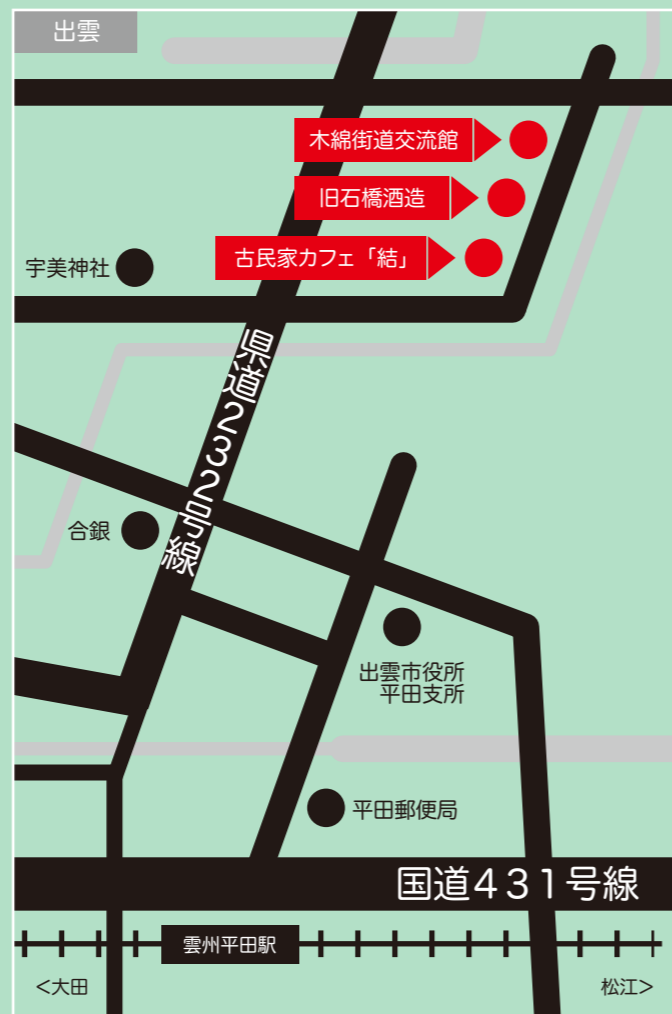 出雲
木綿街道交流館
旧石橋酒造
古民家カフェ「結」
宇美神社
県道232号線
合銀
出雲市役所
平田支所
平田郵便局
国道431号線
雲州平田駅
<大田
松江>